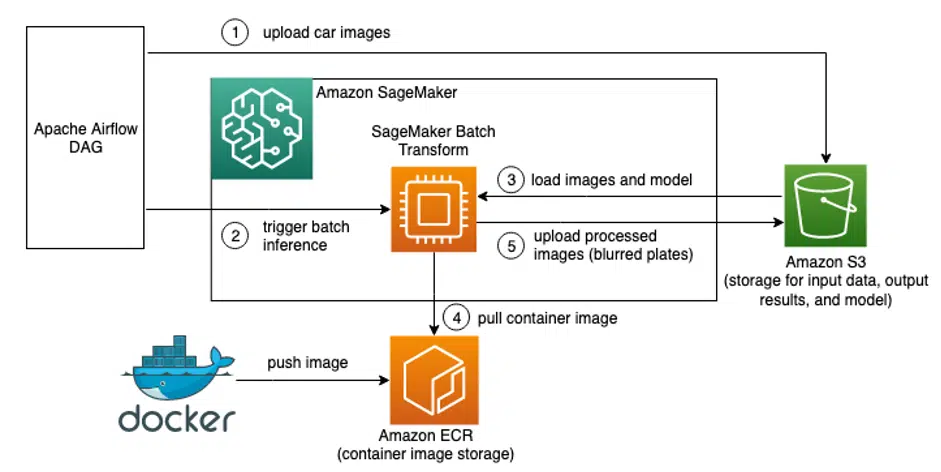 1 upload car images
Amazon SageMaker
Apache Airflow
DAG
SageMaker Batch
Transform
3 load images and model
2 trigger batch
inference
5 upload processed
images (blurred plates)
Amazon S3
(storage for input data, output
results, and model)
4 pull container image
push image
docker
Amazon ECR
(container image storage)